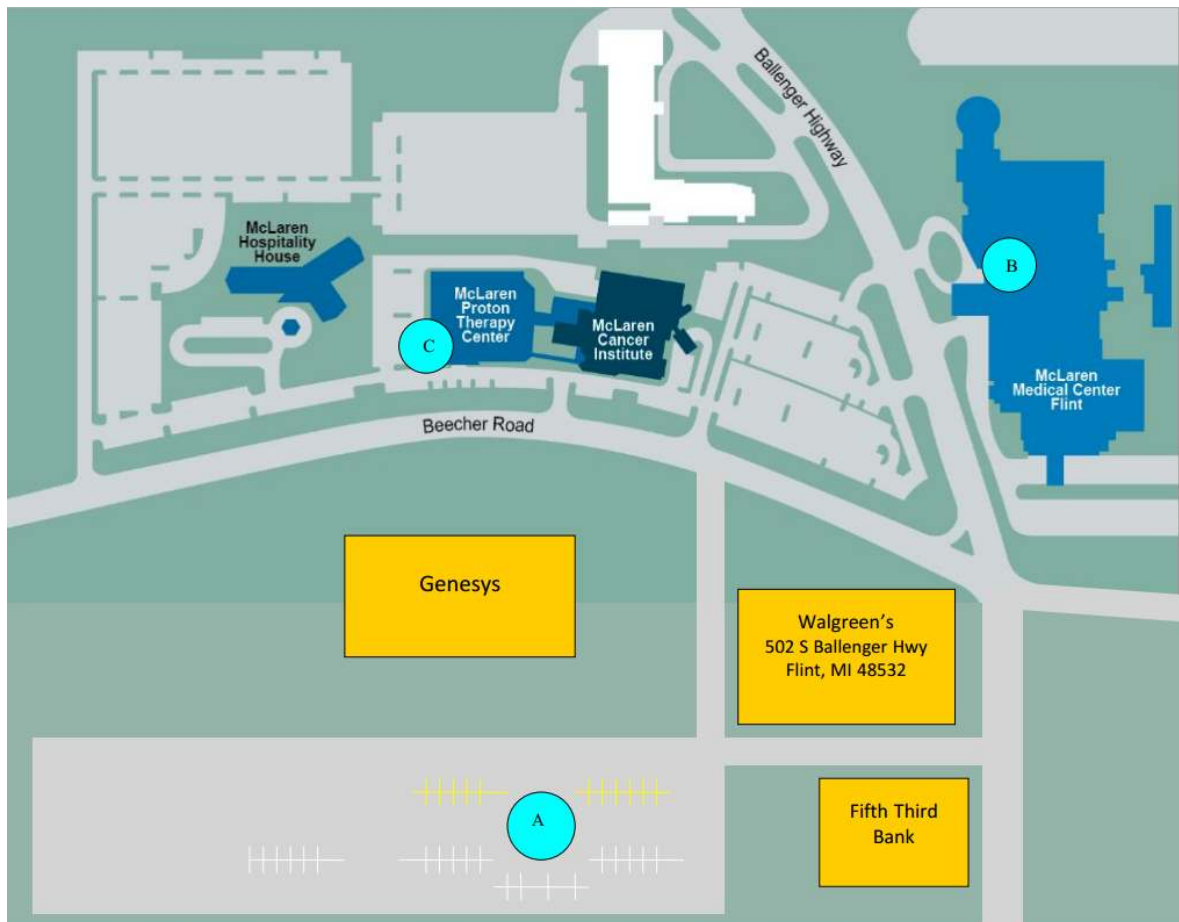 Ballenger Highway
McLaren
Hospitality
House
B
McLaren
Proton
Therapy
Center
McLaren
Cancer
Institute
C
McLaren
Medical Center
Flint
Beecher Road
Genesys
Walgreen’s
502 S Ballenger Hwy
Flint, MI 48532
A
Fifth Third
Bank